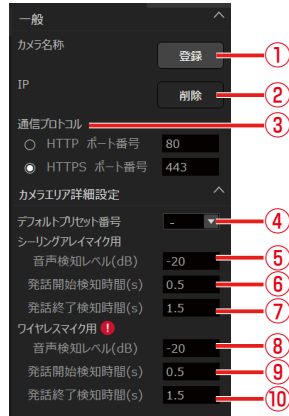 一般
カメラ名称
登録 ①
IP
削除 ②
通信プロトコル ③
HTTP ポート番号 80
HTTPS ポート番号 443
カメラエリア詳細設定
デフォルトプリセット番号 - ④
シーリングアレイマイク用
音声検知レベル(dB) -20 ⑤
発話開始検知時間(s) 0.5 ⑥
発話終了検知時間(s) 1.5 ⑦
ワイヤレスマイク用 !
音声検知レベル(dB) -20 ⑧
発話開始検知時間(s) 0.5 ⑨
発話終了検知時間(s) 1.5 ⑩